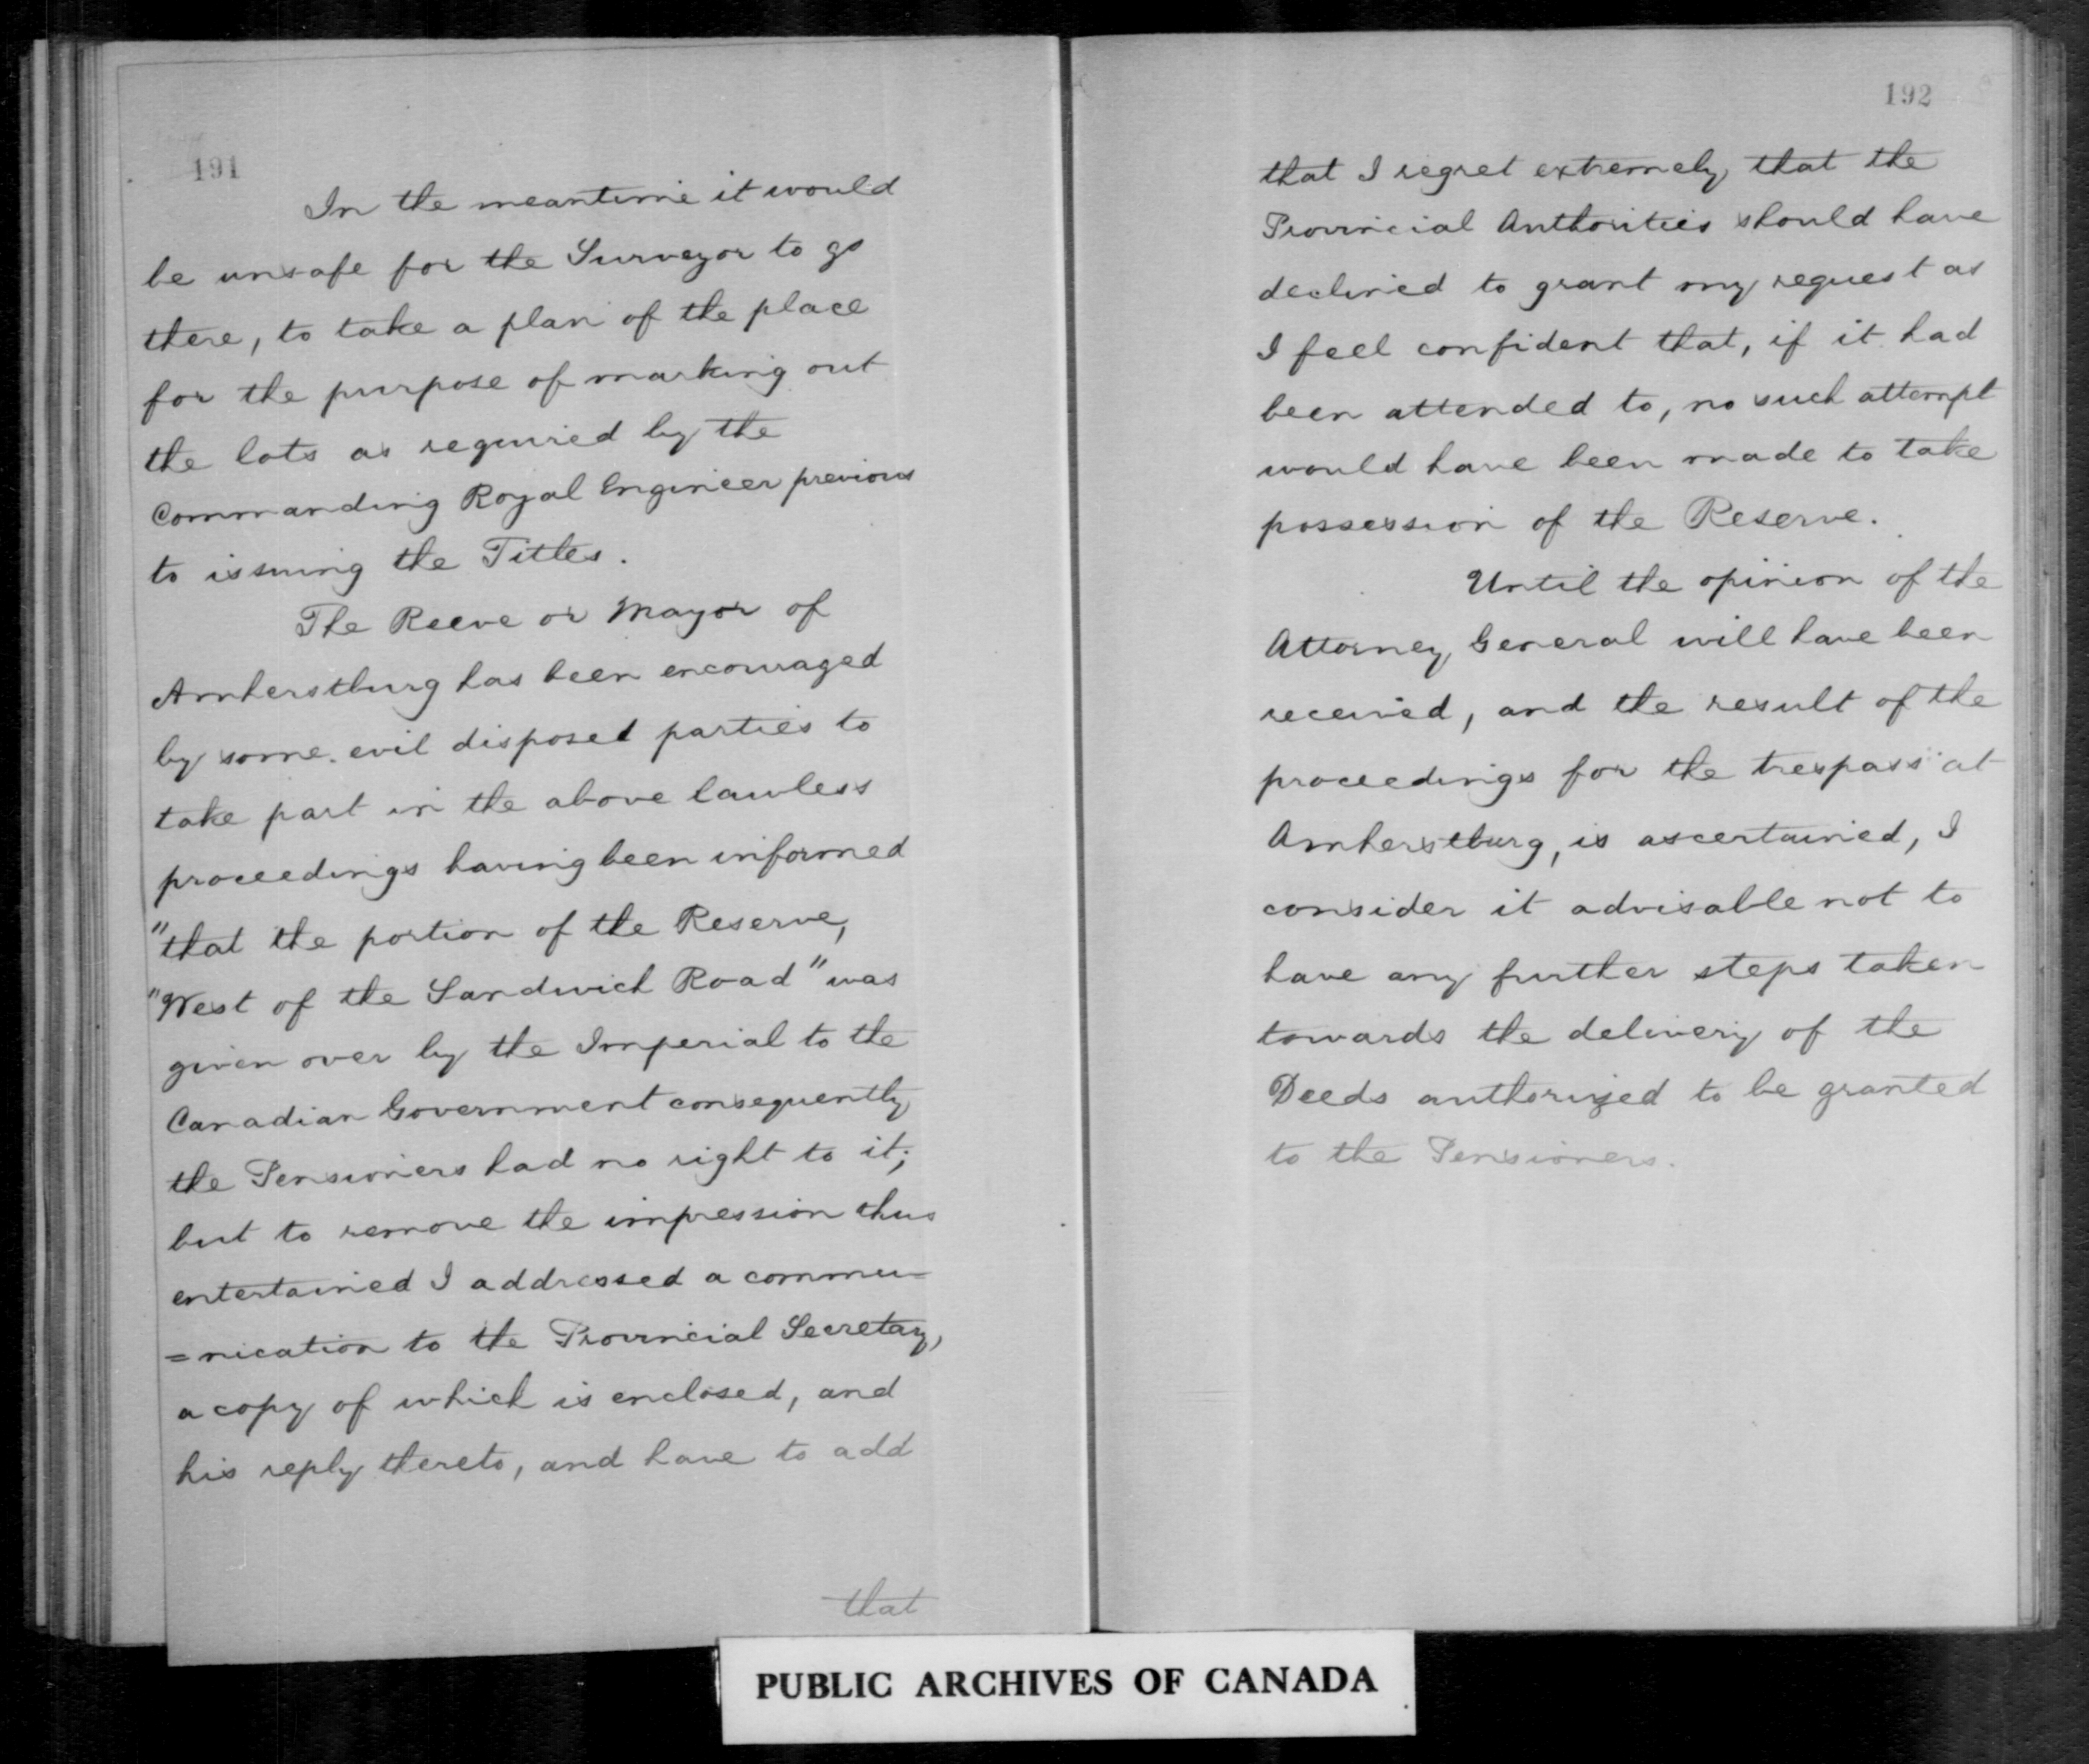 191
In the meantime it would
be unsafe for the Surveyor to go
there, to take a plan of the place
for the purpose of marking out
the lots as required by the
Commanding Royal Engineer previous
to issuing the Titles.
The Reeve or Mayor of
Amherstburg has been encouraged
by some evil disposed parties to
take part in the above lawless
proceedings having been informed
"that the portion of the Reserve,
"West of the Sandwich Road" was
given over by the Imperial to the
Canadian Government consequently
the Pensioners had no right to it;
but to remove the impression thus
entertained I addressed a commu=
=nication to the Provincial Secretary,
a copy of which is enclosed, and
his reply thereto, and have to add
that
192
that I regret extremely that the
Provincial Authorities should have
declined to grant my request as
I feel confident that, if it had
been attended to, no such attempt
would have been made to take
possession of the Reserve.
Until the opinion of the
Attorney General will have been
received, and the result of the
proceedings for the trespass at
Amherstburg, is ascertained, I
consider it advisable not to
have any further steps taken
towards the delivery of the
Deeds authorized to be granted
to the Pensioners.
PUBLIC ARCHIVES OF CANADA